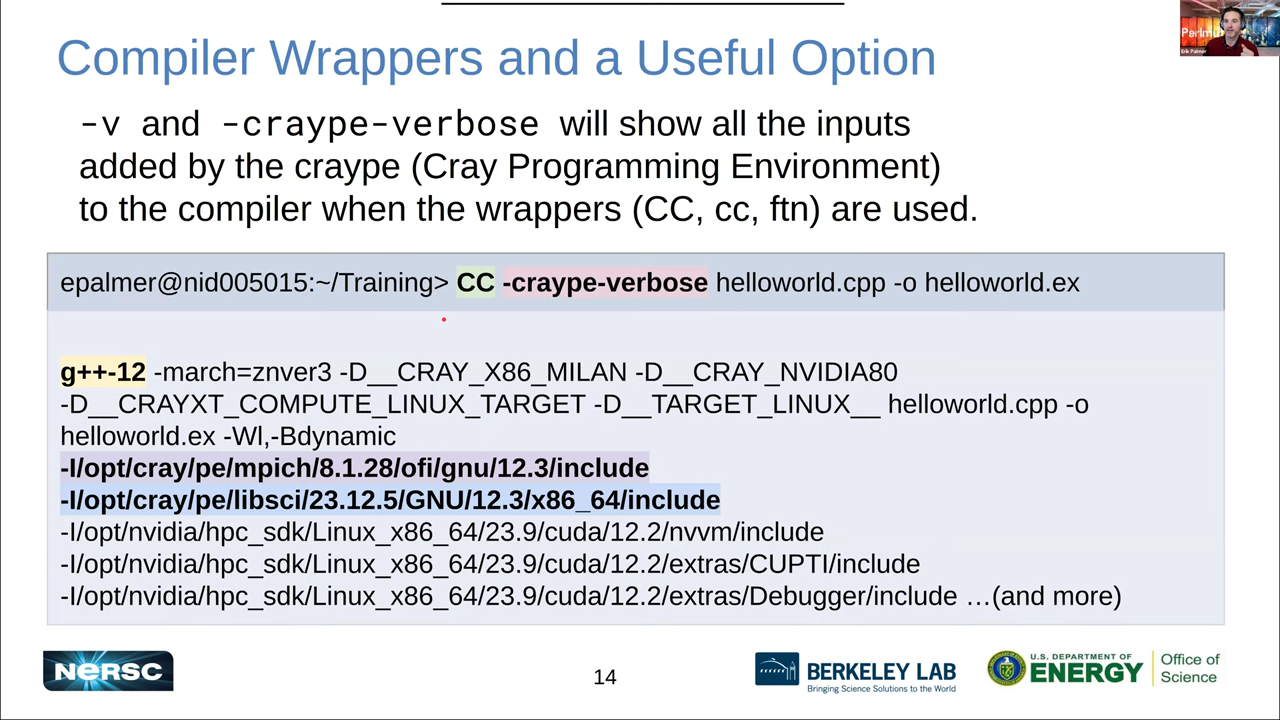 Compiler Wrappers and a Useful Option
Perlmu
Erik Palmer
-v and -craype-verbose will show all the inputs
added by the craype (Cray Programming Environment)
to the compiler when the wrappers (CC, cc, ftn) are used.
epalmer@nid005015:~/Training> CC -craype-verbose helloworld.cpp -o helloworld.ex
g++-12 -march=znver3 -D__CRAY_X86_MILAN -D__CRAY_NVIDIA80
-D__CRAYXT_COMPUTE_LINUX_TARGET -D__TARGET_LINUX__ helloworld.cpp -o
helloworld.ex -Wl,-Bdynamic
-I/opt/cray/pe/mpich/8.1.28/ofi/gnu/12.3/include
-I/opt/cray/pe/libsci/23.12.5/GNU/12.3/x86_64/include
-I/opt/nvidia/hpc_sdk/Linux_x86_64/23.9/cuda/12.2/nvvm/include
-I/opt/nvidia/hpc_sdk/Linux_x86_64/23.9/cuda/12.2/extras/CUPTI/include
-I/opt/nvidia/hpc_sdk/Linux_x86_64/23.9/cuda/12.2/extras/Debugger/include …(and more)
NERSC
14
BERKELEY LAB
Bringing Science Solutions to the World
U.S. DEPARTMENT OF
ENERGY
Office of
Science